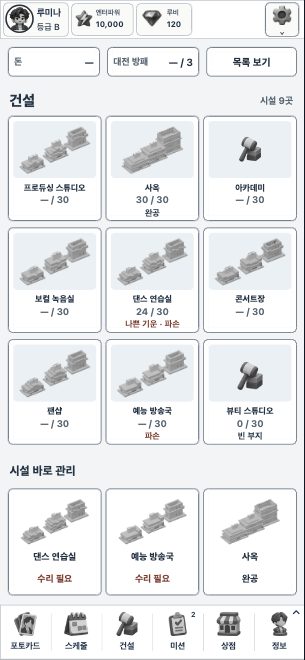 루미나
등급 B
엔터파워
10,000
루비
120
돈 —
대전 방패 — / 3
목록 보기
건설
시설 9곳
프로듀싱 스튜디오
— / 30
사옥
30 / 30
완공
아카데미
— / 30
보컬 녹음실
— / 30
댄스 연습실
24 / 30
나쁜 기운 · 파손
콘서트장
— / 30
팬샵
— / 30
예능 방송국
— / 30
파손
뷰티 스튜디오
0 / 30
빈 부지
시설 바로 관리
댄스 연습실
수리 필요
예능 방송국
수리 필요
사옥
완공
포토카드
스케줄
건설
2
미션
상점
정보